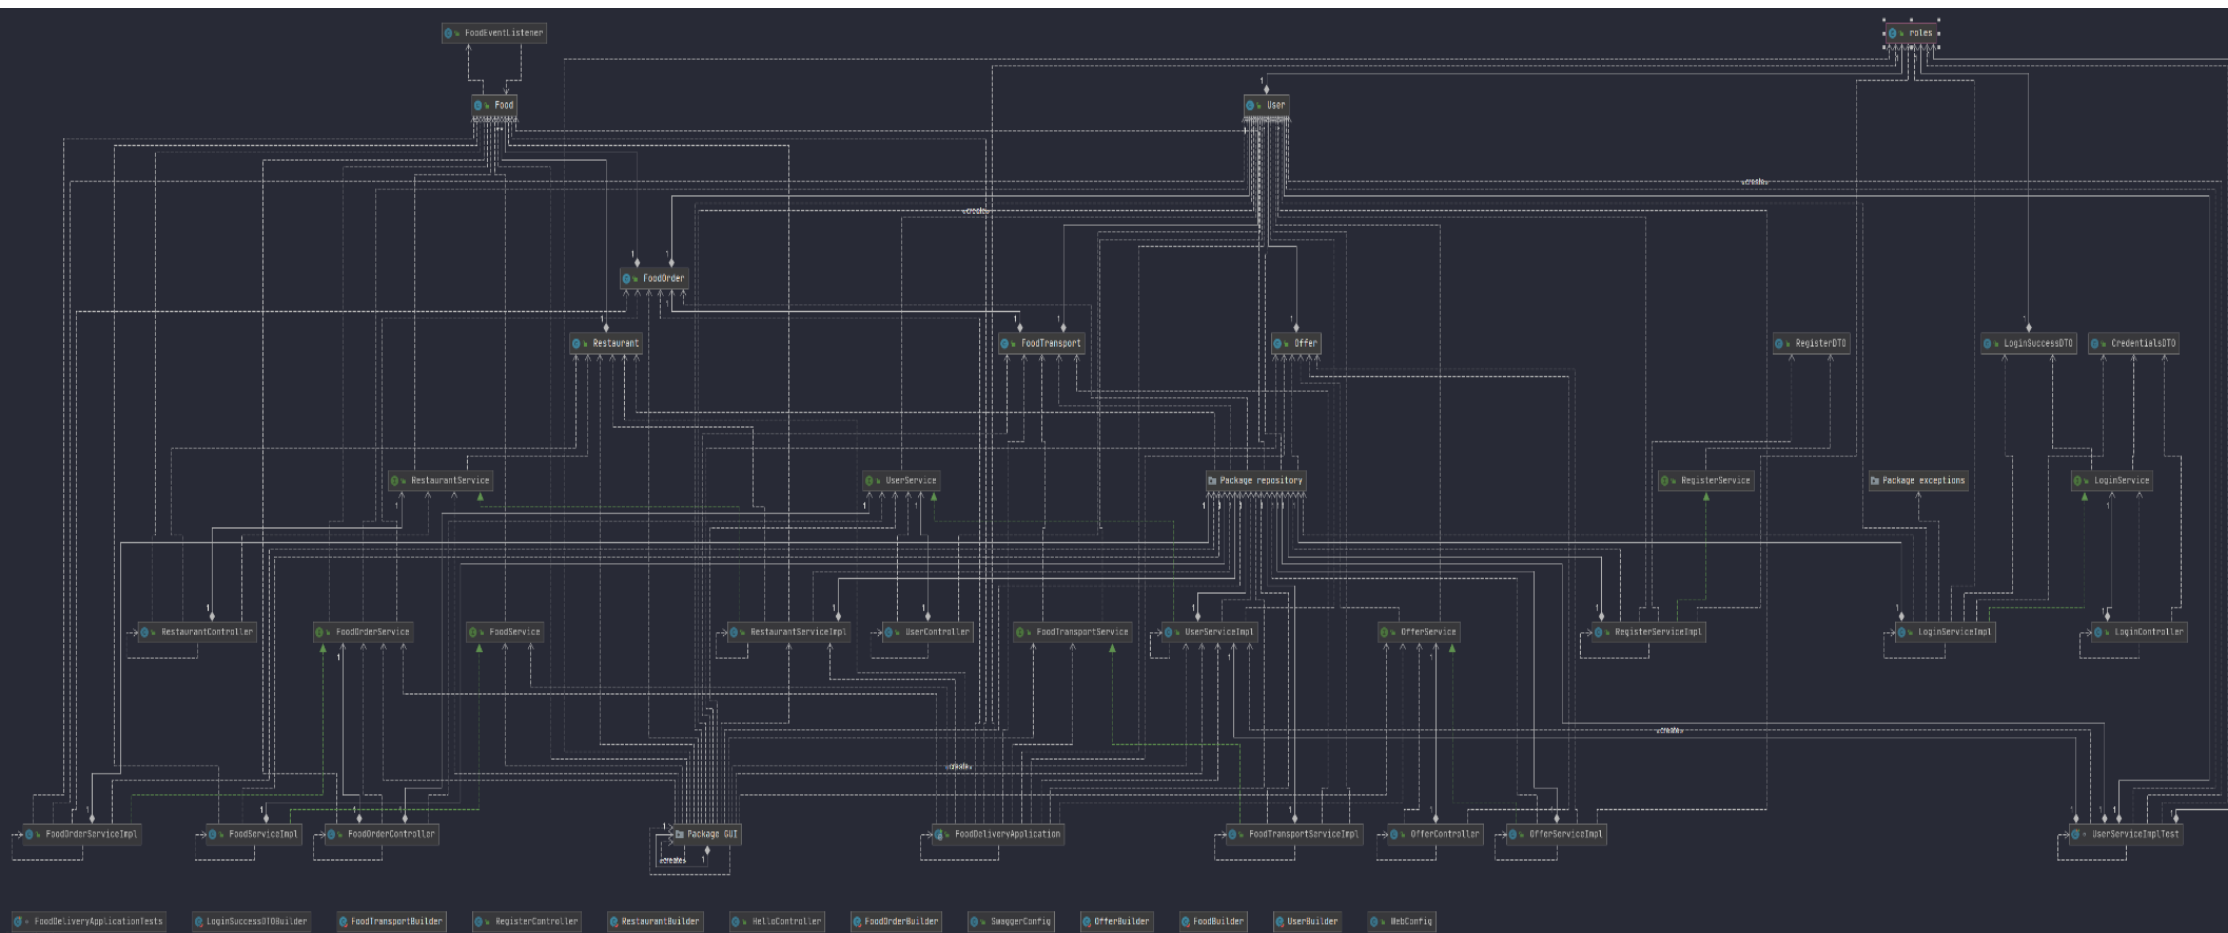 FoodEventListener
roles
Food
User
«create»
«create»
FoodOrder
Restaurant
FoodTransport
Offer
RegisterDTO
LoginSuccessDTO
CredentialsDTO
RestaurantService
UserService
Package repository
RegisterService
Package exceptions
LoginService
RestaurantController
FoodOrderService
FoodService
RestaurantServiceImpl
UserController
FoodTransportService
UserServiceImpl
OfferService
RegisterServiceImpl
LoginServiceImpl
LoginController
«create»
«create»
FoodOrderServiceImpl
FoodServiceImpl
FoodOrderController
Package GUI
FoodDeliveryApplication
FoodTransportServiceImpl
OfferController
OfferServiceImpl
UserServiceImplTest
«create»
FoodDeliveryApplicationTests
LoginSuccessDTOBuilder
FoodTransportBuilder
RegisterController
RestaurantBuilder
HelloController
FoodOrderBuilder
SwaggerConfig
OfferBuilder
FoodBuilder
UserBuilder
WebConfig